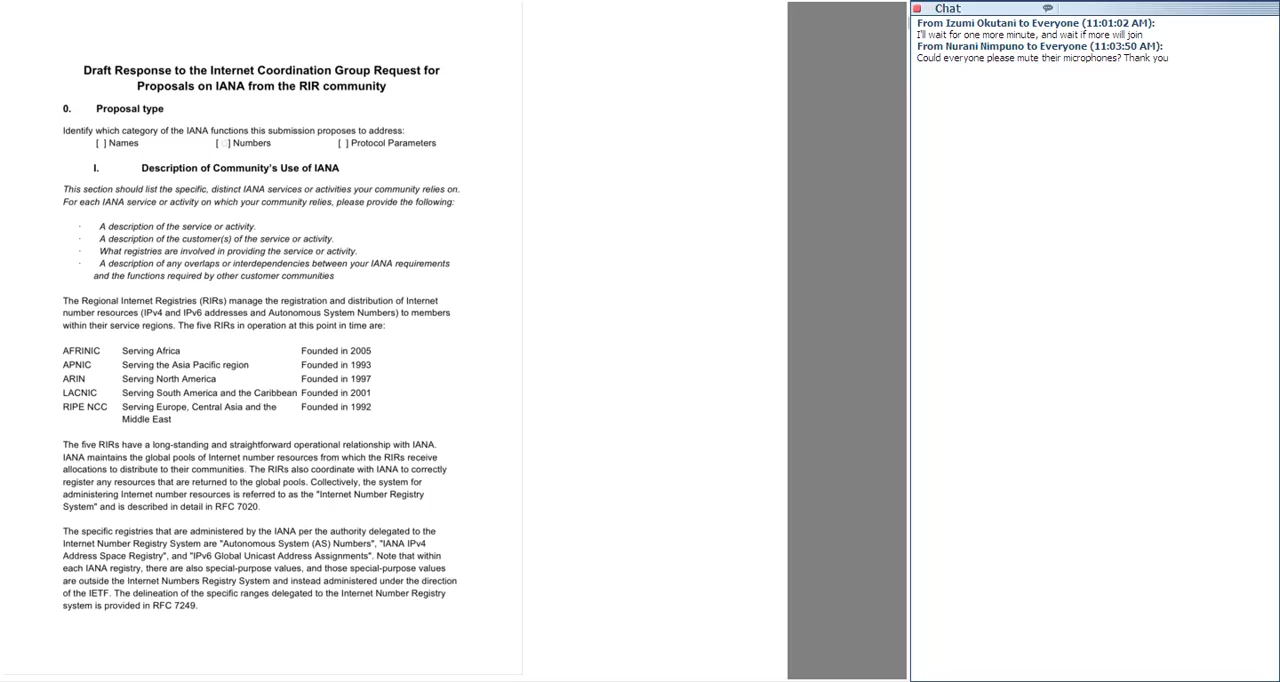 Draft Response to the Internet Coordination Group Request for
Proposals on IANA from the RIR community
0. Proposal type
Identify which category of the IANA functions this submission proposes to address:
[ ] Names [ ] Numbers [ ] Protocol Parameters
I. Description of Community's Use of IANA
This section should list the specific, distinct IANA services or activities your community relies on.
For each IANA service or activity on which your community relies, please provide the following:
· A description of the service or activity.
· A description of the customer(s) of the service or activity.
· What registries are involved in providing the service or activity.
· A description of any overlaps or interdependencies between your IANA requirements
and the functions required by other customer communities
The Regional Internet Registries (RIRs) manage the registration and distribution of Internet
number resources (IPv4 and IPv6 addresses and Autonomous System Numbers) to members
within their service regions. The five RIRs in operation at this point in time are:
AFRINIC Serving Africa Founded in 2005
APNIC Serving the Asia Pacific region Founded in 1993
ARIN Serving North America Founded in 1997
LACNIC Serving South America and the Caribbean Founded in 2001
RIPE NCC Serving Europe, Central Asia and the Founded in 1992
Middle East
The five RIRs have a long-standing and straightforward operational relationship with IANA.
IANA maintains the global pools of Internet number resources from which the RIRs receive
allocations to distribute to their communities. The RIRs also coordinate with IANA to correctly
register any resources that are returned to the global pools. Collectively, the system for
administering Internet number resources is referred to as the "Internet Number Registry
System" and is described in detail in RFC 7020.
The specific registries that are administered by the IANA per the authority delegated to the
Internet Number Registry System are "Autonomous System (AS) Numbers", "IANA IPv4
Address Space Registry", and "IPv6 Global Unicast Address Assignments". Note that within
each IANA registry, there are also special-purpose values, and those special-purpose values
are outside the Internet Numbers Registry System and instead administered under the direction
of the IETF. The delineation of the specific ranges delegated to the Internet Number Registry
system is provided in RFC 7249.
Chat
From Izumi Okutani to Everyone (11:01:02 AM):
I'll wait for one more minute, and wait if more will join
From Nurani Nimpuno to Everyone (11:03:50 AM):
Could everyone please mute their microphones? Thank you